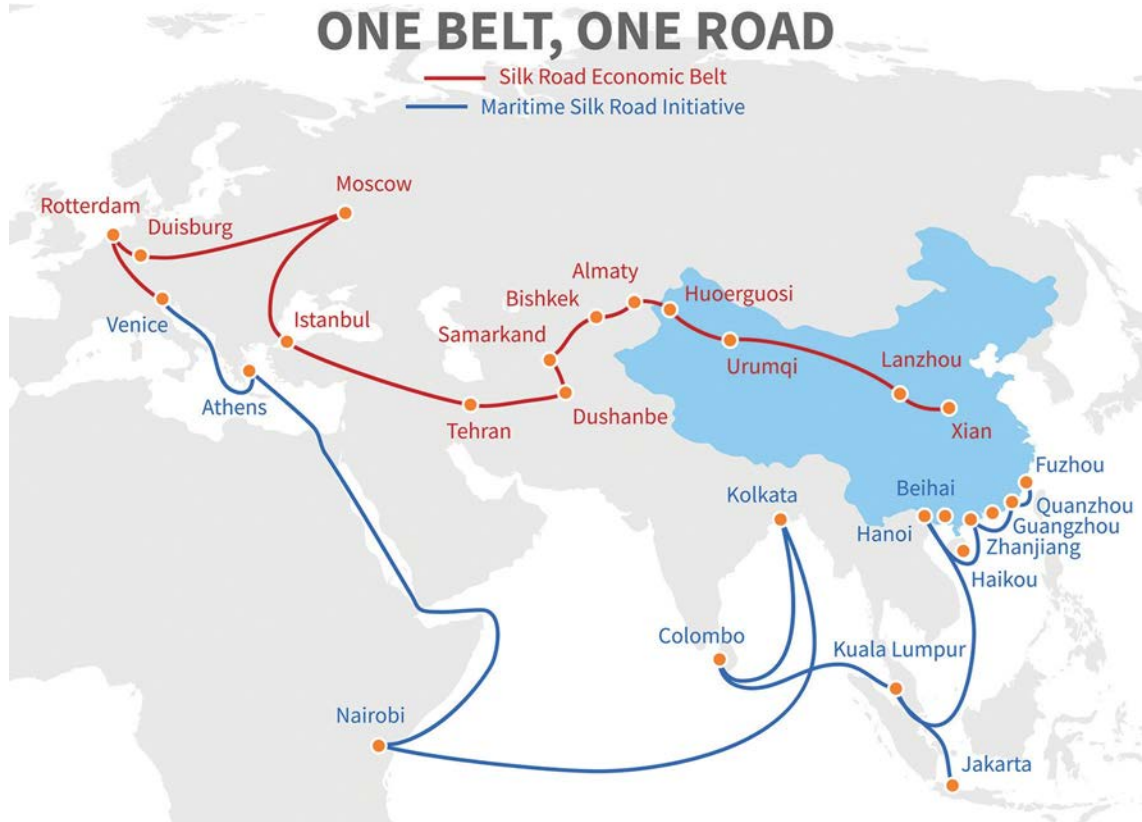 ONE BELT, ONE ROAD
Silk Road Economic Belt
Maritime Silk Road Initiative
Moscow
Rotterdam
Duisburg
Almaty
Huoerguosi
Bishkek
Venice
Istanbul
Samarkand
Urumqi
Lanzhou
Athens
Tehran
Dushanbe
Xian
Fuzhou
Kolkata
Beihai
Quanzhou
Hanoi
Guangzhou
Zhanjiang
Haikou
Colombo
Kuala Lumpur
Nairobi
Jakarta